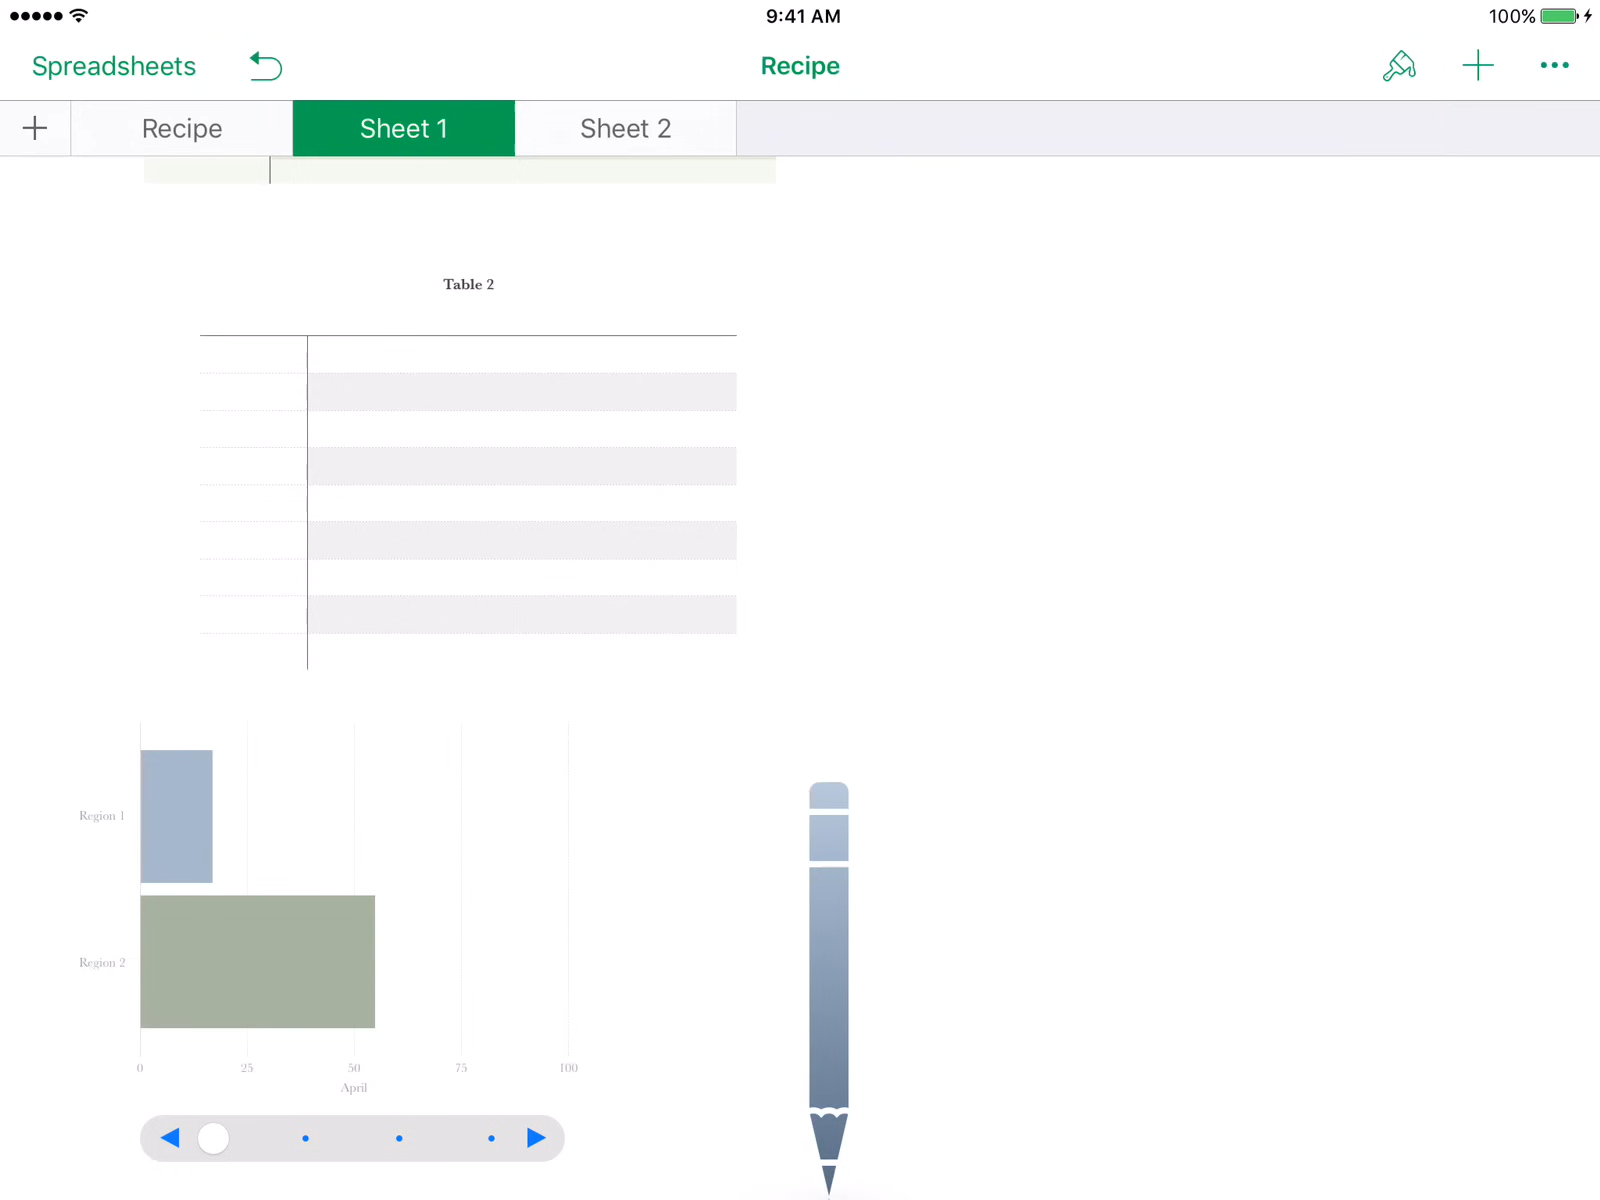 9:41 AM
100%
Spreadsheets
Recipe
Recipe
Sheet 1
Sheet 2
Table 2
Region 1
Region 2
0 25 50 75 100
April